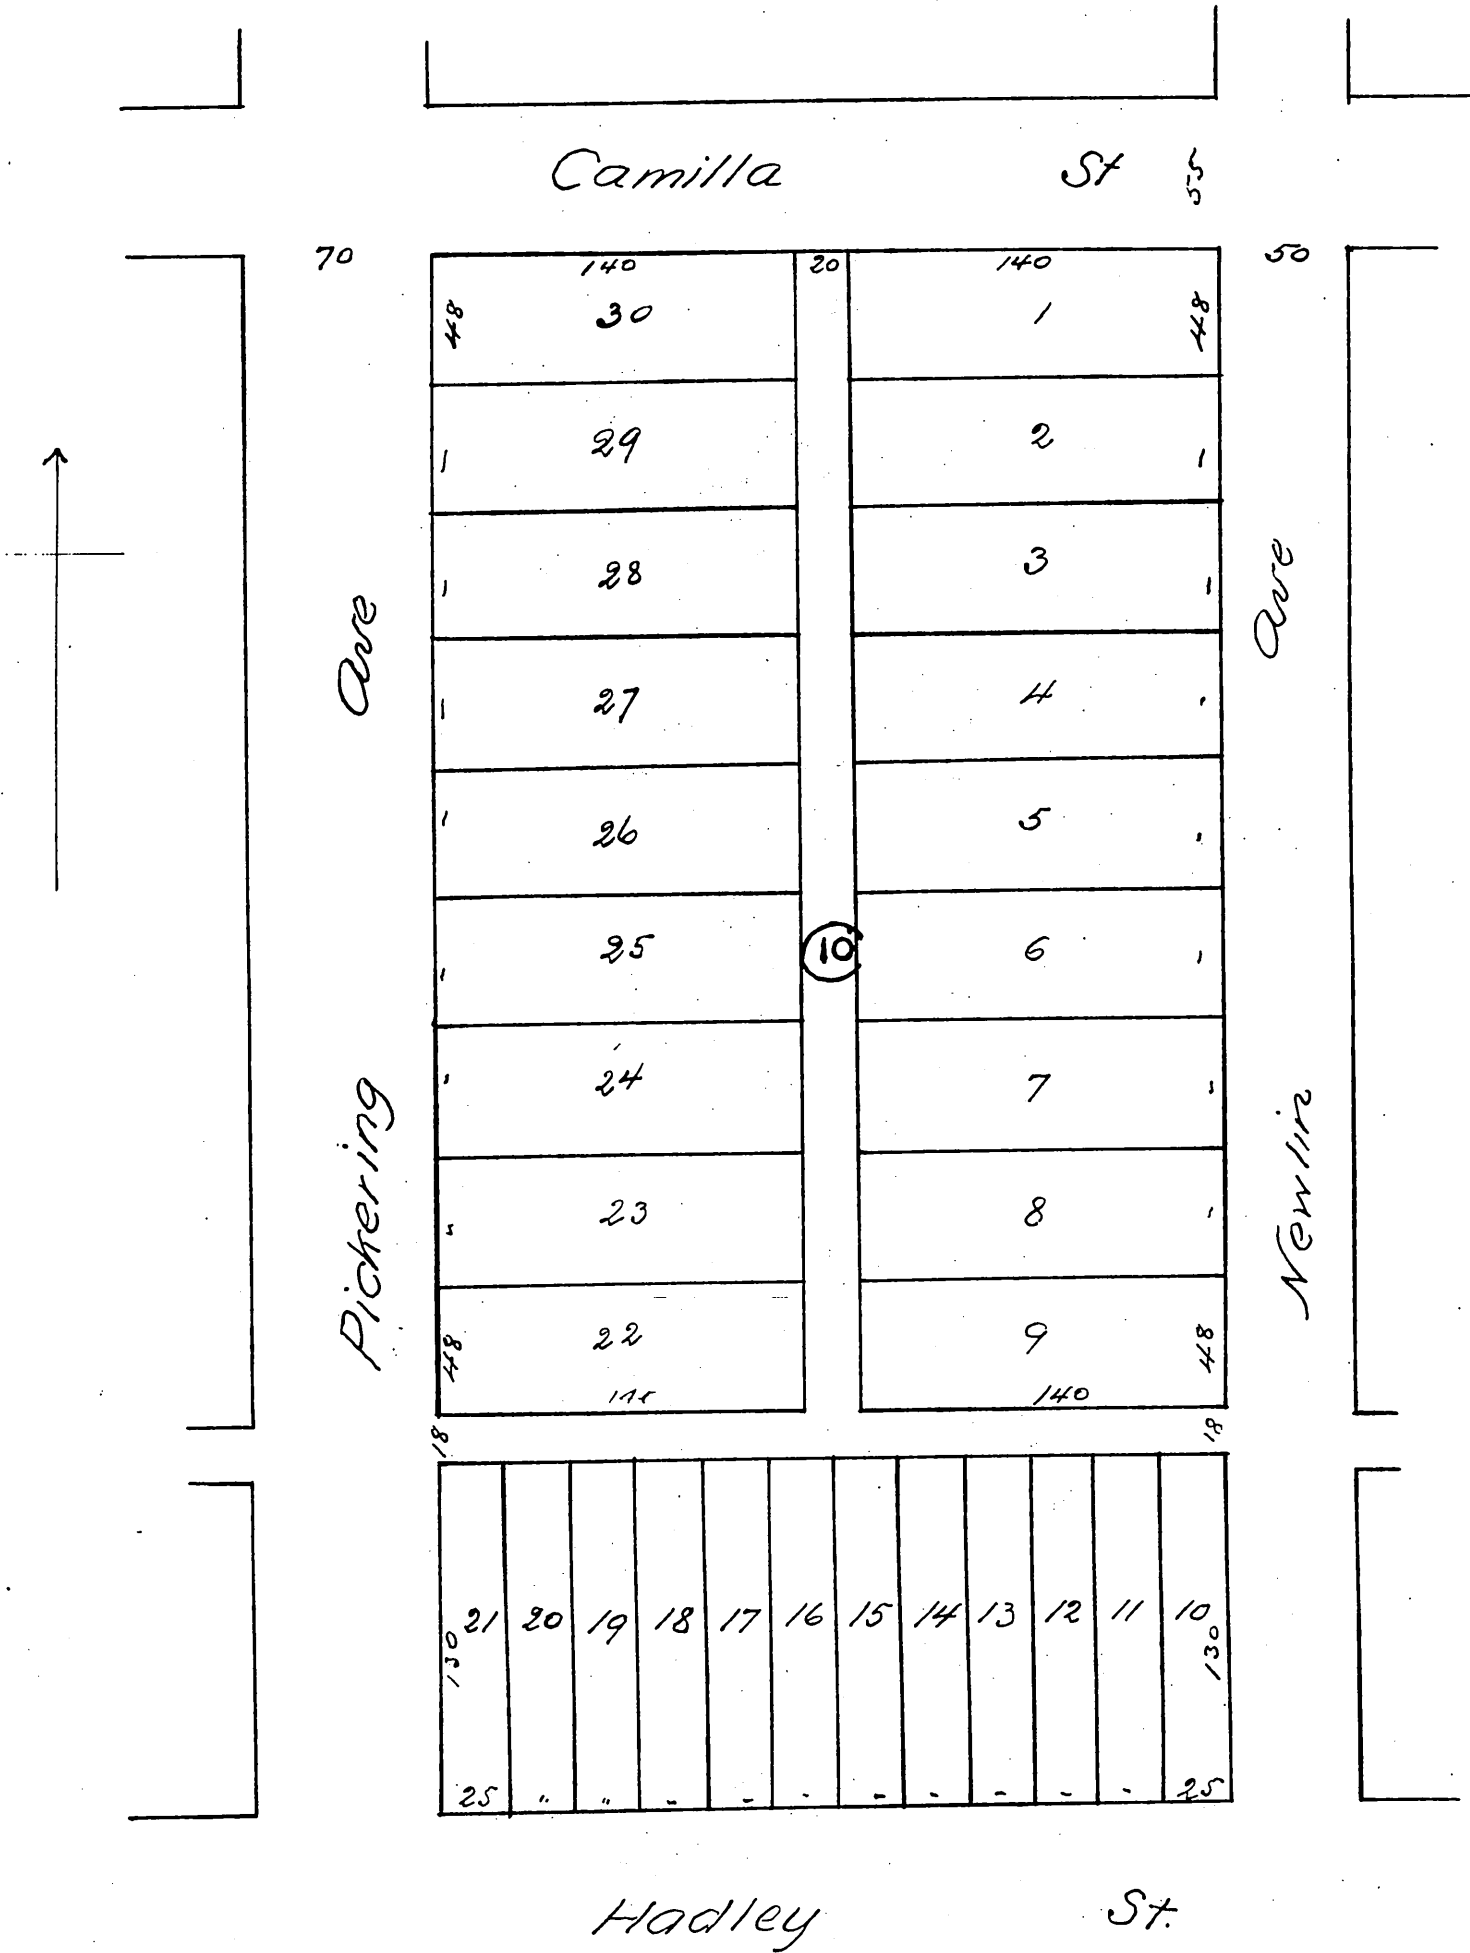 Camilla St 55
70 140 20 140 50
48 30 1 48
29 2
28 3
Ave Ave
27 4
26 5
25 10 6
24 7
Pickering Newlin
23 8
48 22 9 48
140
18 18
21 20 19 18 17 16 15 14 13 12 11 10
130 130
25 " " - - - - - - - - 25
Hadley St.